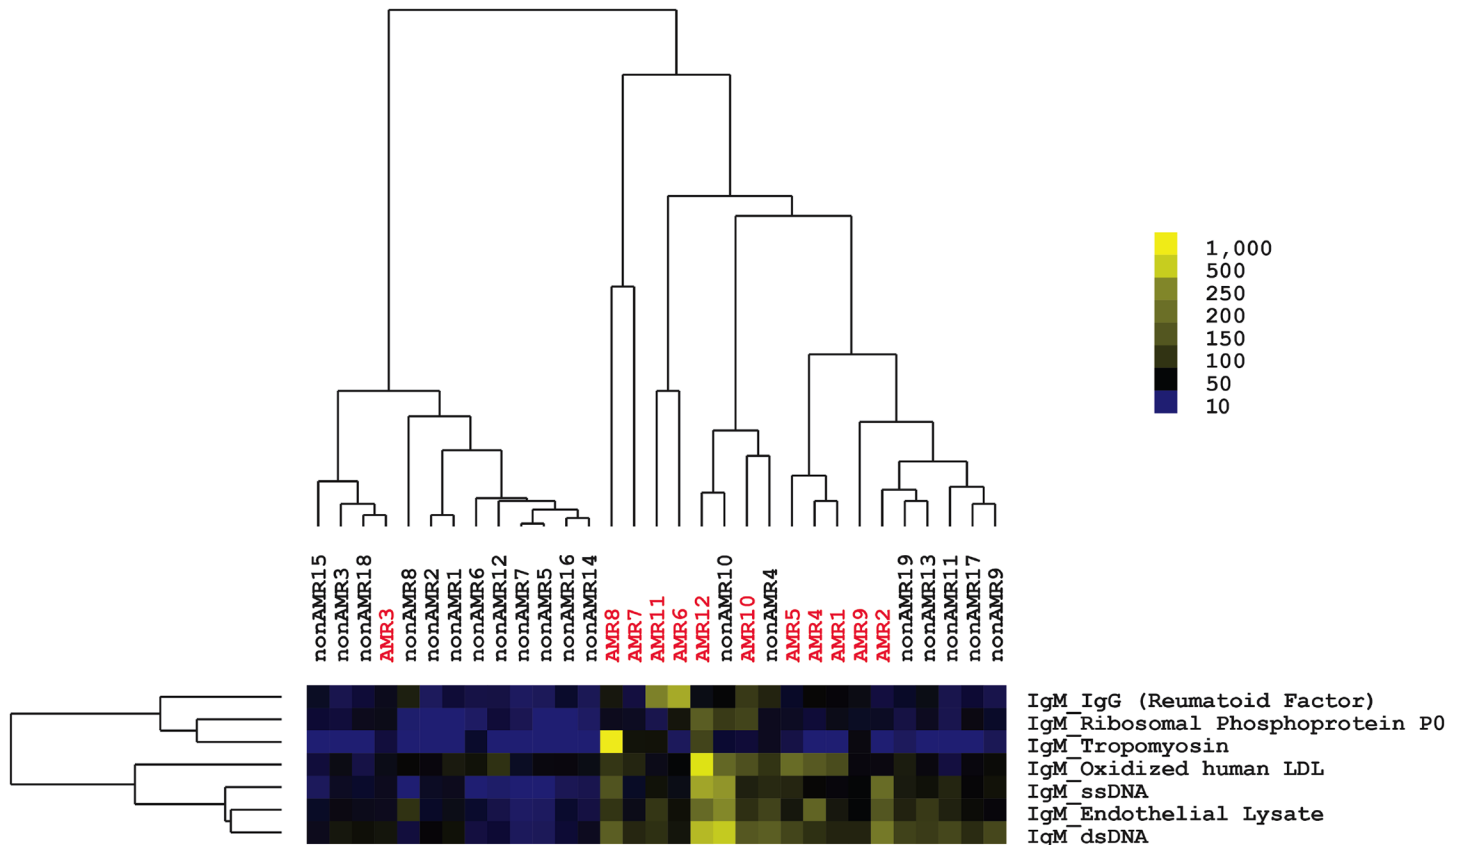 1,000
500
250
200
150
100
50
10
nonAMR15
nonAMR3
nonAMR18
AMR3
nonAMR8
nonAMR2
nonAMR1
nonAMR6
nonAMR12
nonAMR7
nonAMR5
nonAMR16
nonAMR14
AMR8
AMR7
AMR11
AMR6
AMR12
nonAMR10
AMR10
nonAMR4
AMR5
AMR4
AMR1
AMR9
AMR2
nonAMR19
nonAMR13
nonAMR11
nonAMR17
nonAMR9
IgM_IgG (Reumatoid Factor)
IgM_Ribosomal Phosphoprotein P0
IgM_Tropomyosin
IgM_Oxidized human LDL
IgM_ssDNA
IgM_Endothelial Lysate
IgM_dsDNA